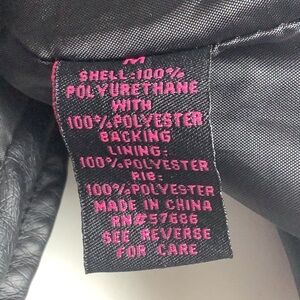 M
SHELL:100%
POLYURETHANE
WITH
100%POLYESTER
BACKING
LINING:
100%POLYESTER
RIB:
100%POLYESTER
MADE IN CHINA
RN#57686
SEE REVERSE
FOR CARE